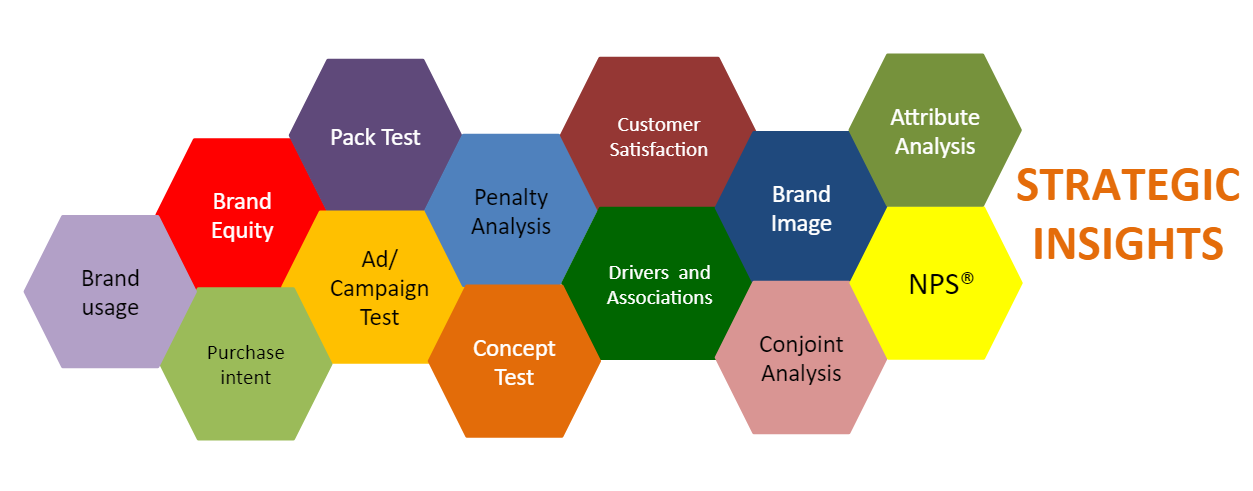 Brand
usage
Brand
Equity
Purchase
intent
Pack Test
Ad/
Campaign
Test
Penalty
Analysis
Concept
Test
Customer
Satisfaction
Drivers and
Associations
Brand
Image
Conjoint
Analysis
Attribute
Analysis
NPS®
STRATEGIC
INSIGHTS